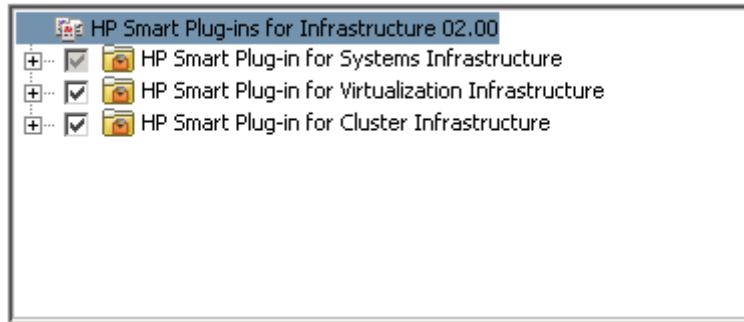 HP Smart Plug-ins for Infrastructure 02.00
HP Smart Plug-in for Systems Infrastructure
HP Smart Plug-in for Virtualization Infrastructure
HP Smart Plug-in for Cluster Infrastructure